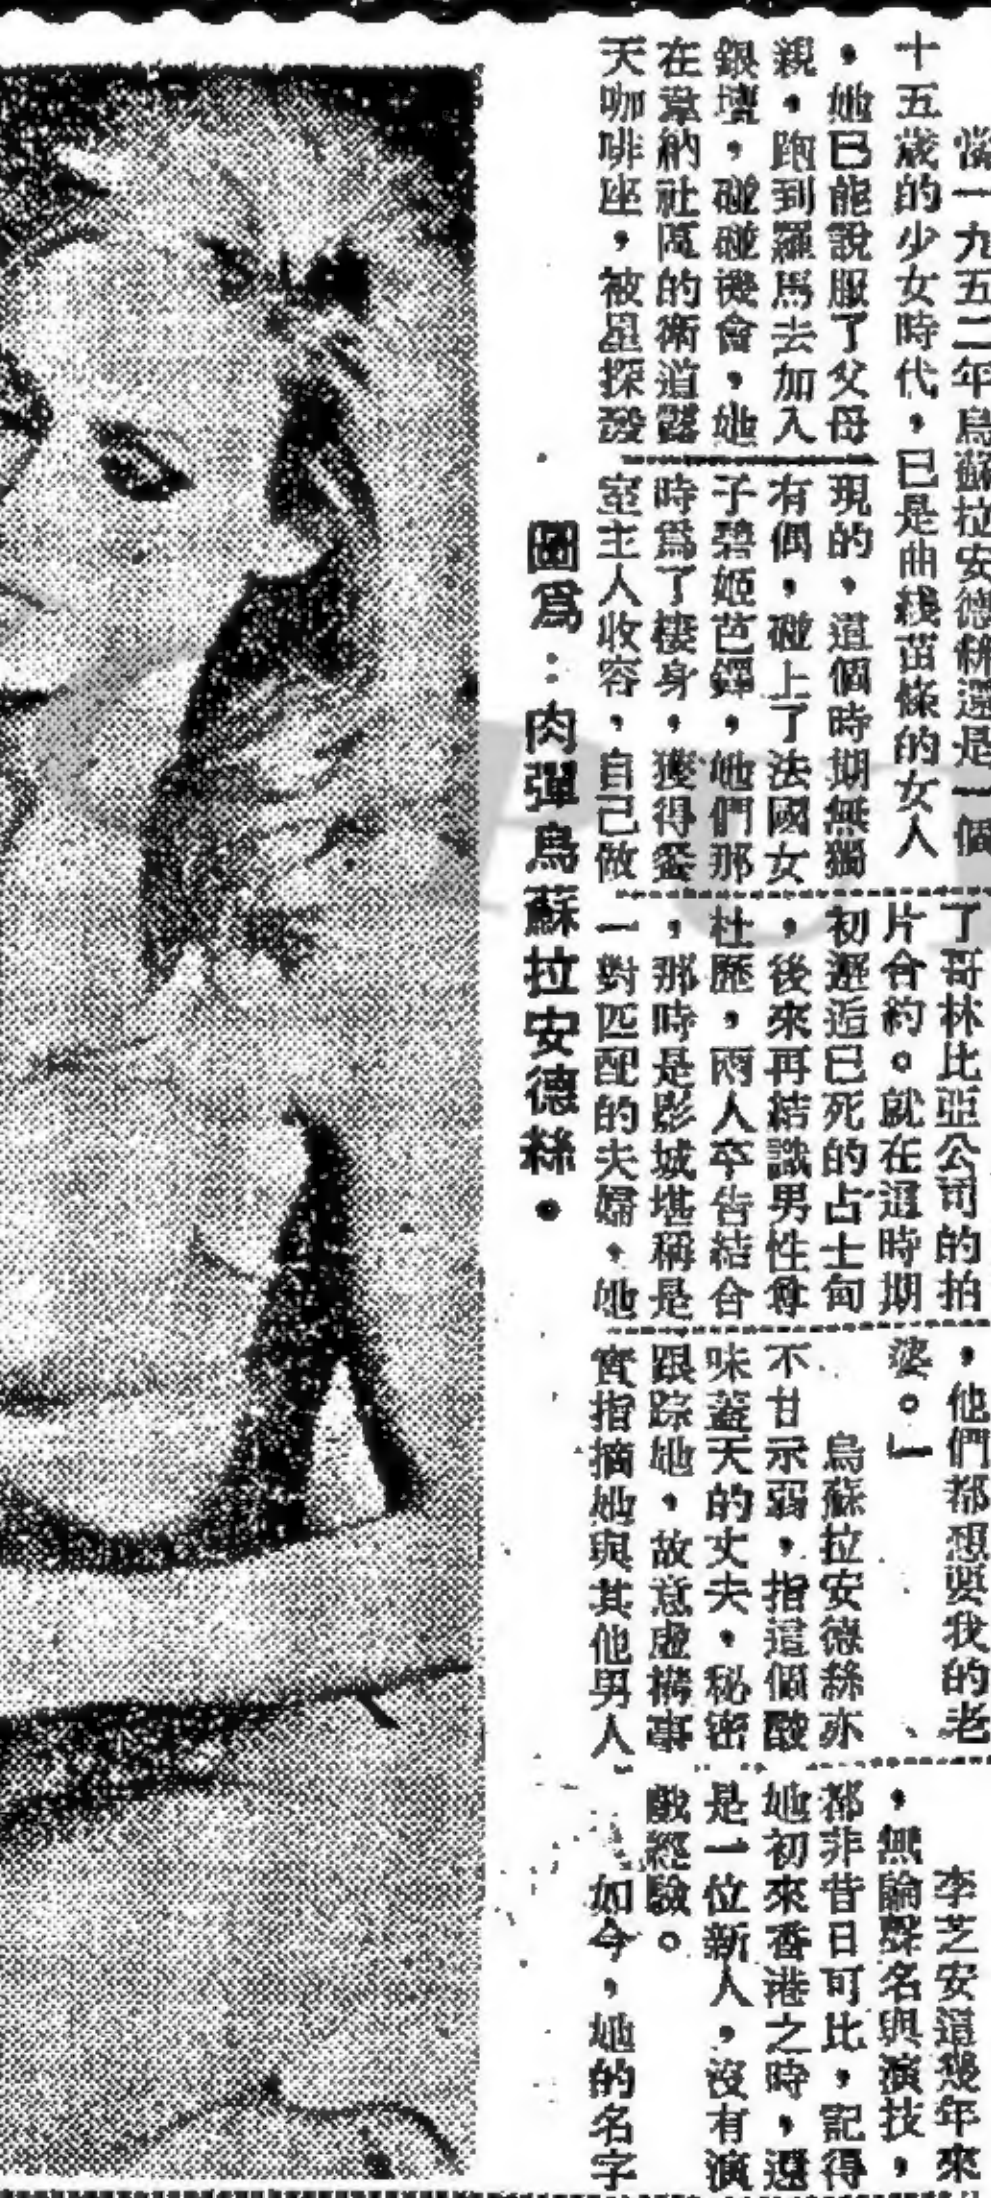 當一九五二年烏蘇拉安德絲還是一個
十五歲的少女時代，已是曲綫苗條的女人
，她已能說服了父母
親，跑到羅馬去加入
銀壇，碰碰機會，她
在韋納社區的街道露
天咖啡座，被星探發
現的，這個時期無獨
有偶，碰上了法國女
子碧姬芭鐸，她們那
時爲了棲身，獲得
室主人收容，自己做
圖爲：肉彈烏蘇拉安德絲．
了哥林比亞公司的拍
片合約。就在這時期
初邂逅已死的占士甸
，後來再結識男性尊
杜歷，兩人卒告結合
，那時是影城堪稱是
一對匹配的夫婦，她
，他們都想要我的老
婆。」
烏蘇拉安德絲亦
不甘示弱，指這個酸
味蓋天的丈夫，秘密
跟踪她，故意虛構事
實指摘她與其他男人
李芝安這幾年來
，無論聲名與演技，
都非昔日可比，記得
她初來香港之時，還
是一位新人，沒有演
戲經驗。
如今，她的名字